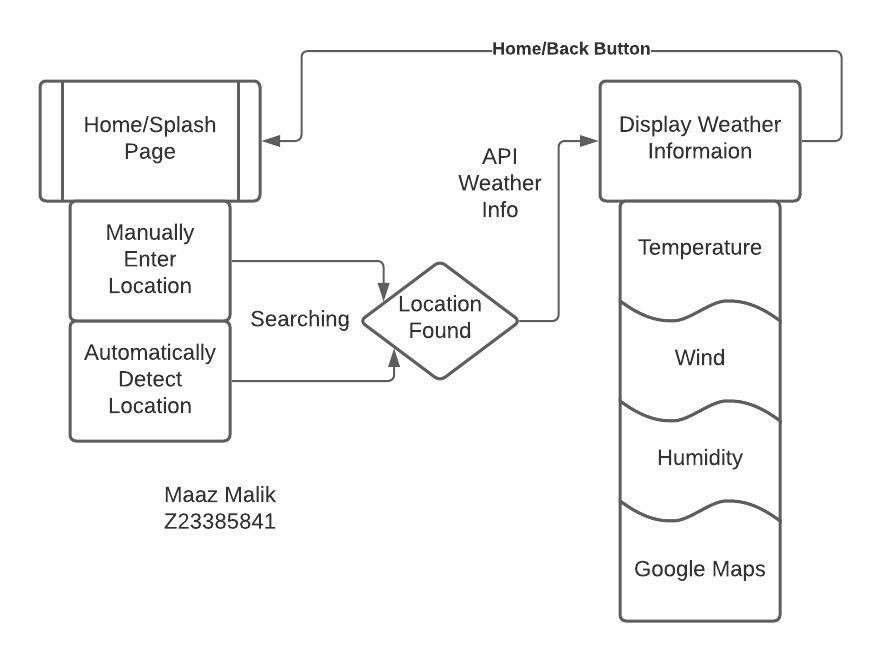 Home/Back Button
Home/Splash
Page
Display Weather
Informaion
API
Weather
Info
Manually
Enter
Location
Temperature
Searching
Location
Found
Automatically
Detect
Location
Wind
Humidity
Maaz Malik
Z23385841
Google Maps